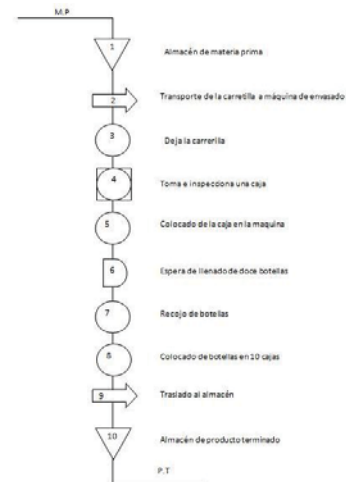 M.P
1 Almacén de materia prima
2 Transporte de la carretilla a máquina de envasado
3 Deja la carrerilla
4 Toma e inspecciona una caja
5 Colocado de la caja en la maquina
6 Espera de llenado de doce botellas
7 Recojo de botellas
8 Colocado de botellas en 10 cajas
9 Traslado al almacén
10 Almacén de producto terminado
P.T